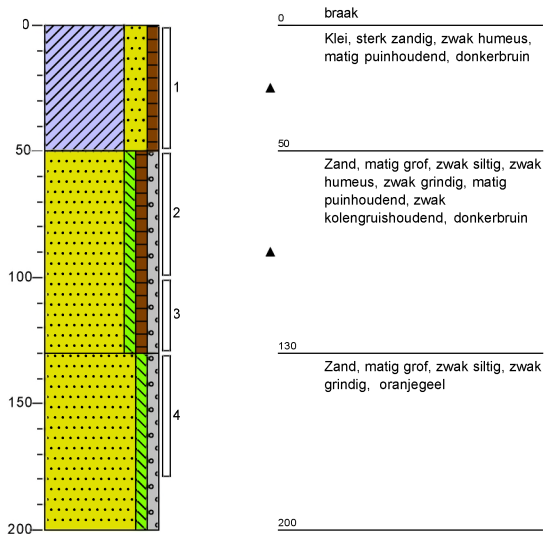 0
50
100
150
200
1
2
3
4
0
braak
Klei, sterk zandig, zwak humeus,
matig puinhoudend, donkerbruin
50
Zand, matig grof, zwak siltig, zwak
humeus, zwak grindig, matig
puinhoudend, zwak
kolengruishoudend, donkerbruin
130
Zand, matig grof, zwak siltig, zwak
grindig, oranjegeel
200